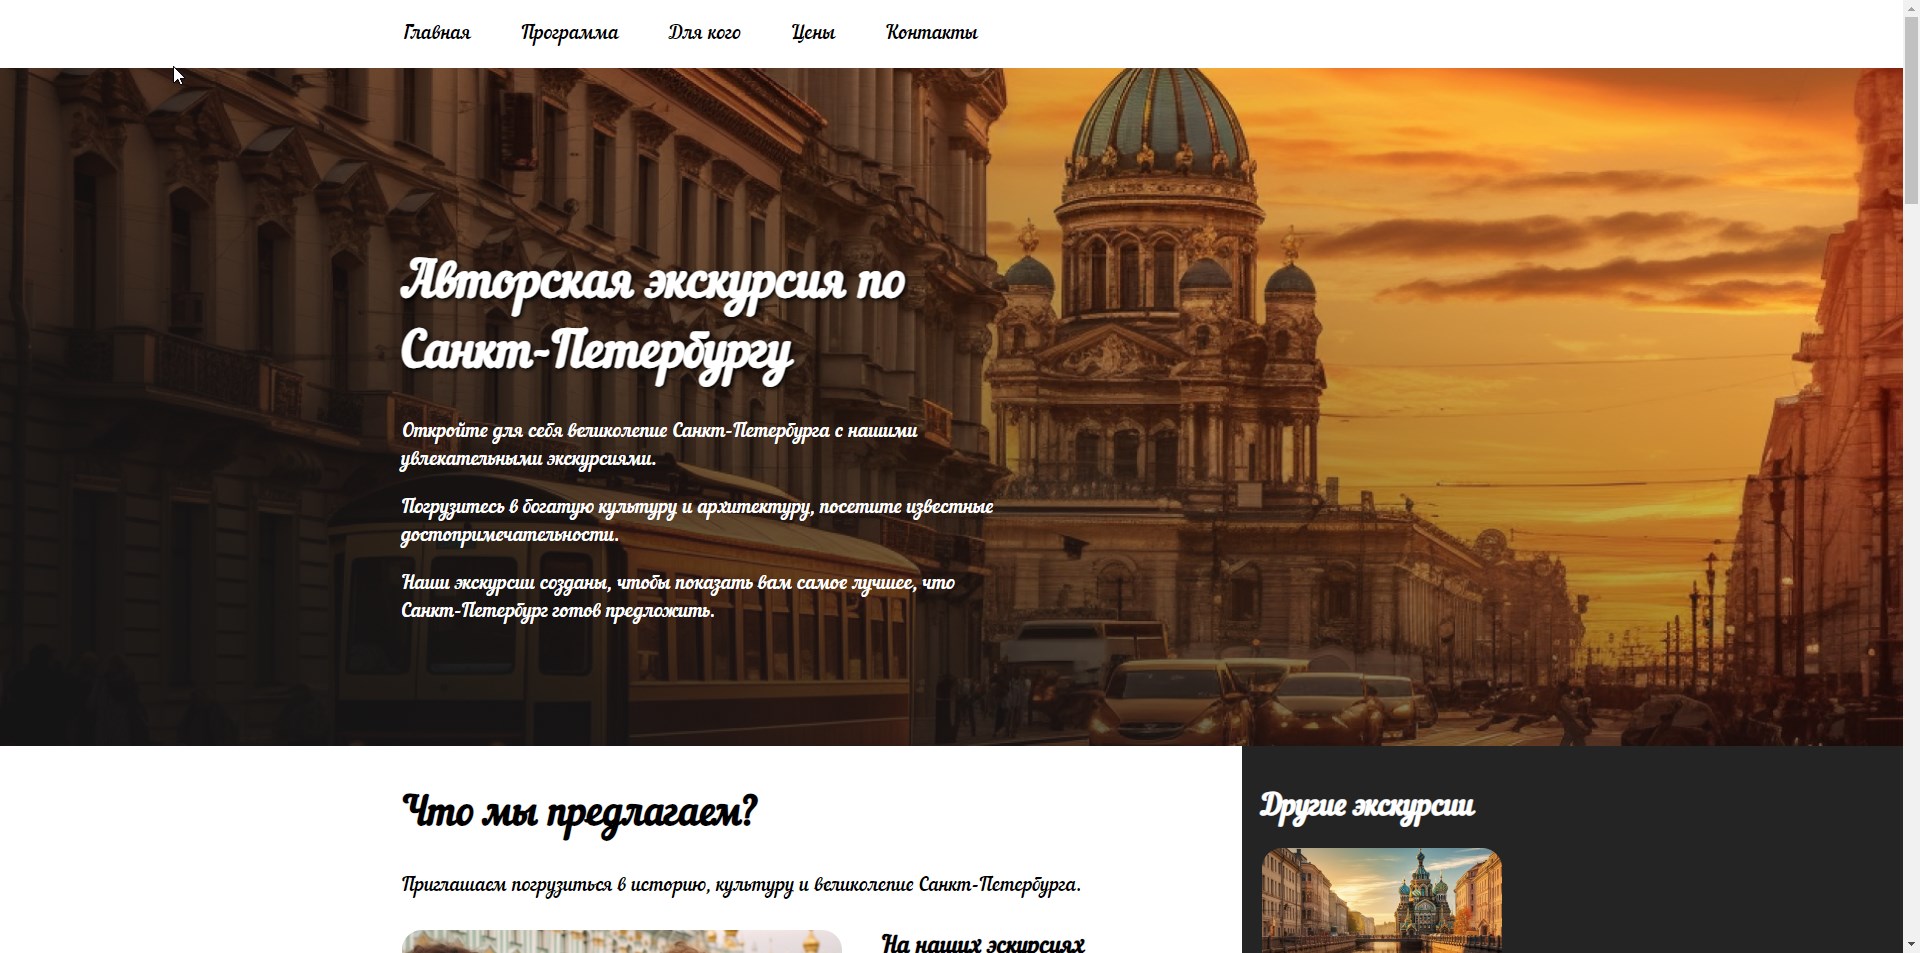 Главная Программа Для кого Цены Контакты
Авторская экскурсия по
Санкт-Петербургу
Откройте для себя великолепие Санкт-Петербурга с нашими
увлекательными экскурсиями.
Погрузитесь в богатую культуру и архитектуру, посетите известные
достопримечательности.
Наши экскурсии созданы, чтобы показать вам самое лучшее, что
Санкт-Петербург готов предложить.
Что мы предлагаем?
Приглашаем погрузиться в историю, культуру и великолепие Санкт-Петербурга.
На наших эскурсиях
Другие экскурсии